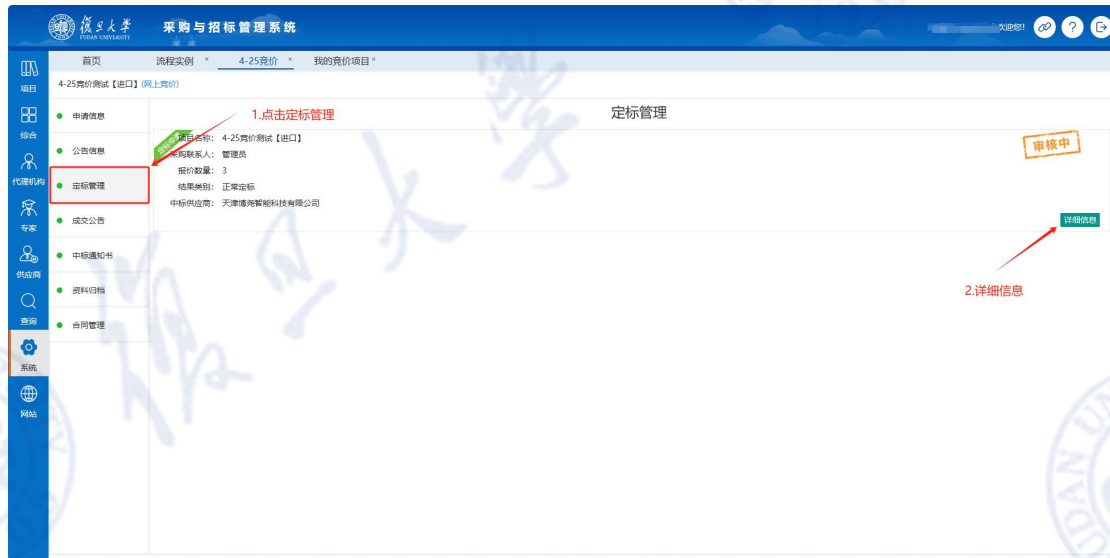 復旦大学
FUDAN UNIVERSITY
采购与招标管理系统
欢迎您!
首页
流程实例 ×
4-25竞价 ×
我的竞价项目 ×
4-25竞价测试【进口】(网上竞价)
项目
综合
代理机构
专家
供应商
查询
系统
网站
申请信息
公告信息
定标管理
成交公告
中标通知书
资料归档
合同管理
1.点击定标管理
定标管理
项目名称: 4-25竞价测试【进口】
采购联系人: 管理员
报价数量: 3
结果类别: 正常定标
中标供应商: 天津博尧智能科技有限公司
审核中
详细信息
2.详细信息